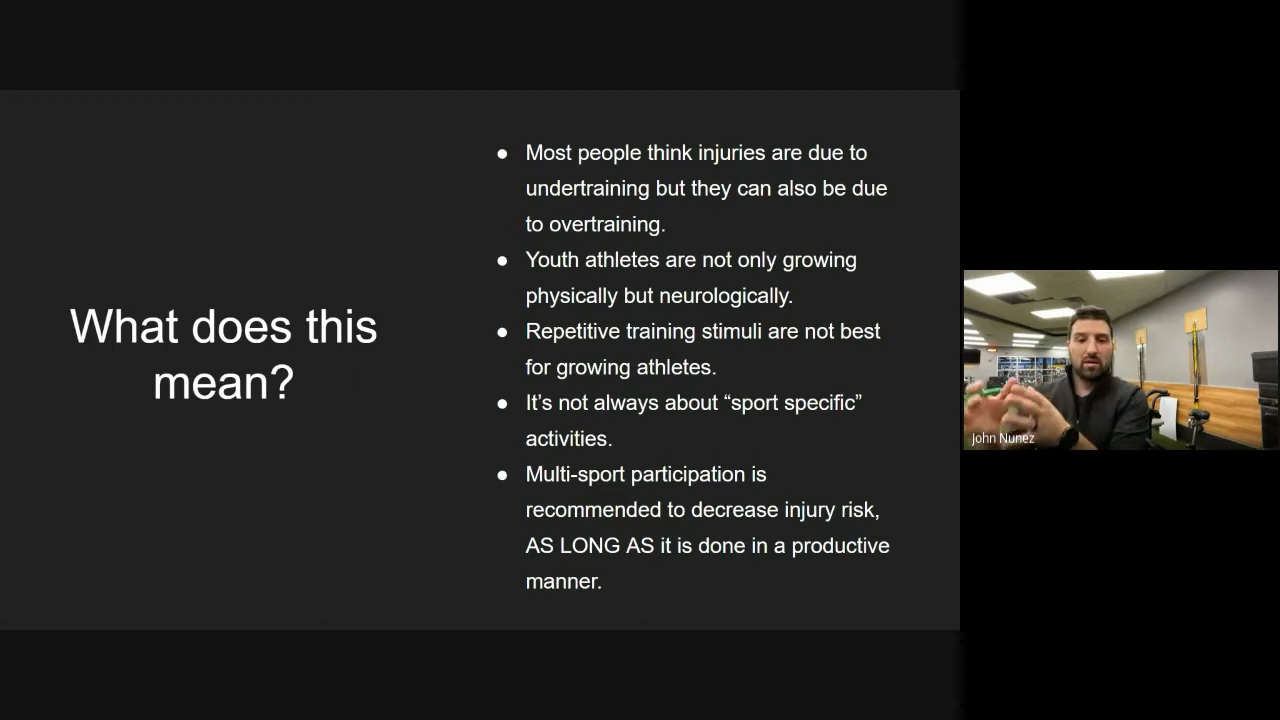 What does this
mean?
● Most people think injuries are due to
undertraining but they can also be due
to overtraining.
● Youth athletes are not only growing
physically but neurologically.
● Repetitive training stimuli are not best
for growing athletes.
● It’s not always about “sport specific”
activities.
● Multi-sport participation is
recommended to decrease injury risk,
AS LONG AS it is done in a productive
manner.
John Nunez